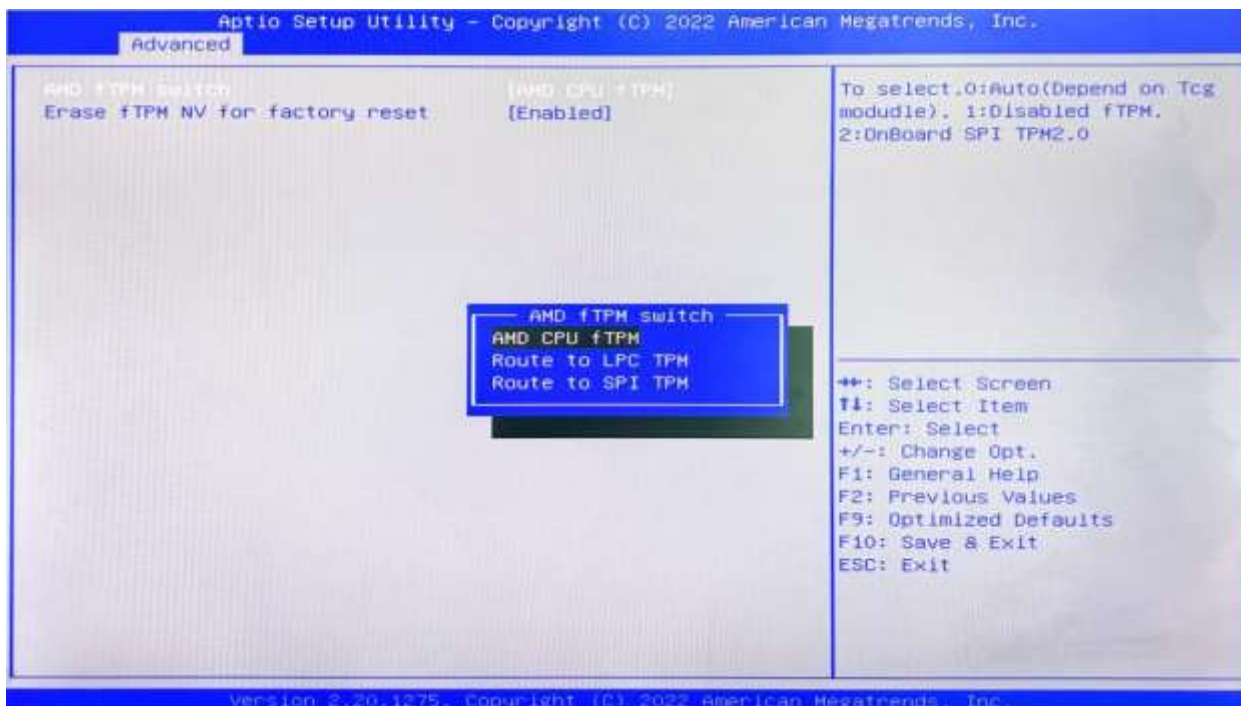 Aptio Setup Utility - Copyright (C) 2022 American Megatrends, Inc.
Advanced
AMD fTPM switch [AMD CPU fTPM]
Erase fTPM NV for factory reset [Enabled]
To select.0:Auto(Depend on Tcg
modudle). 1:Disabled fTPM.
2:OnBoard SPI TPM2.0
AMD fTPM switch
AMD CPU fTPM
Route to LPC TPM
Route to SPI TPM
→←: Select Screen
↑↓: Select Item
Enter: Select
+/-: Change Opt.
F1: General Help
F2: Previous Values
F9: Optimized Defaults
F10: Save & Exit
ESC: Exit
Version 2.20.1275. Copyright (C) 2022 American Megatrends, Inc.